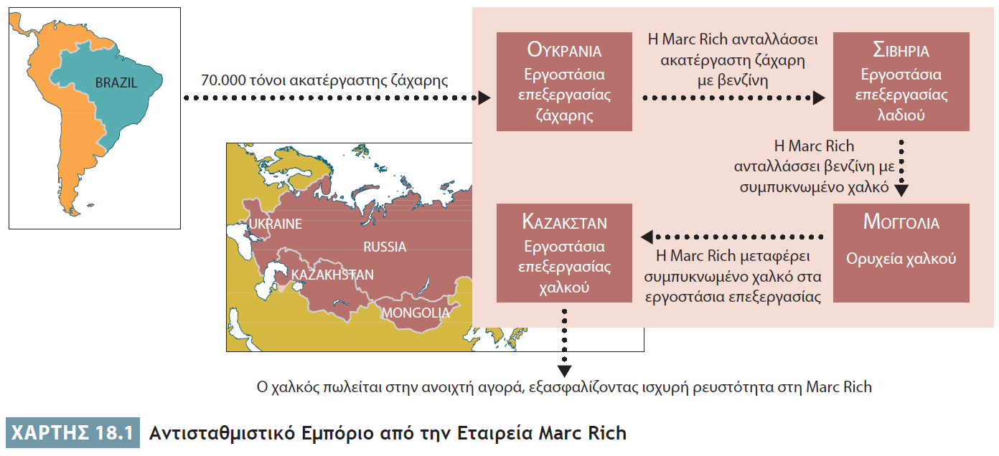 BRAZIL
70.000 τόνοι ακατέργαστης ζάχαρης
ΟΥΚΡΑΝΙΑ
Εργοστάσια
επεξεργασίας
ζάχαρης
Η Marc Rich ανταλλάσσει
ακατέργαστη ζάχαρη
με βενζίνη
ΣΙΒΗΡΙΑ
Εργοστάσια
επεξεργασίας
λαδιού
Η Marc Rich
ανταλλάσσει βενζίνη με
συμπυκνωμένο χαλκό
ΜΟΓΓΟΛΙΑ
Ορυχεία χαλκού
Η Marc Rich μεταφέρει
συμπυκνωμένο χαλκό στα
εργοστάσια επεξεργασίας
ΚΑΖΑΚΣΤΑΝ
Εργοστάσια
επεξεργασίας
χαλκού
UKRAINE
RUSSIA
KAZAKHSTAN
MONGOLIA
Ο χαλκός πωλείται στην ανοιχτή αγορά, εξασφαλίζοντας ισχυρή ρευστότητα στη Marc Rich
ΧΑΡΤΗΣ 18.1 Αντισταθμιστικό Εμπόριο από την Εταιρεία Marc Rich